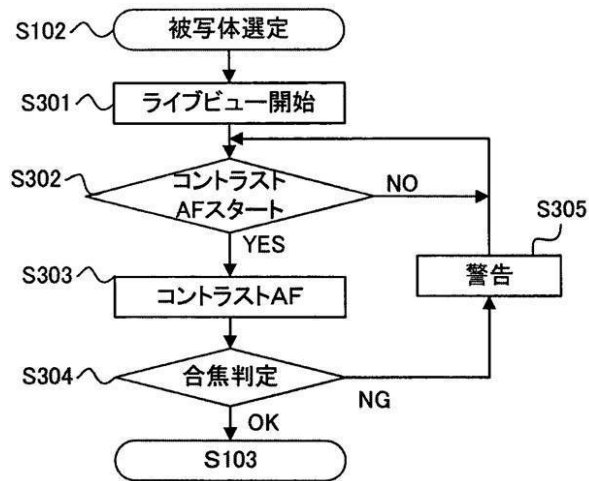 S102
被写体選定
S301
ライブビュー開始
S302
コントラスト
AFスタート
NO
YES
S305
警告
S303
コントラストAF
S304
合焦判定
NG
OK
S103